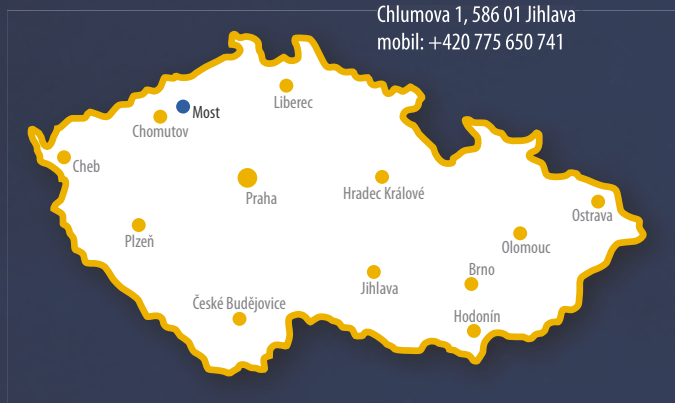 Chlumova 1, 586 01 Jihlava
mobil: +420 775 650 741
Liberec
Most
Chomutov
Cheb
Praha
Hradec Králové
Ostrava
Plzeň
Olomouc
Brno
Jihlava
České Budějovice
Hodonín